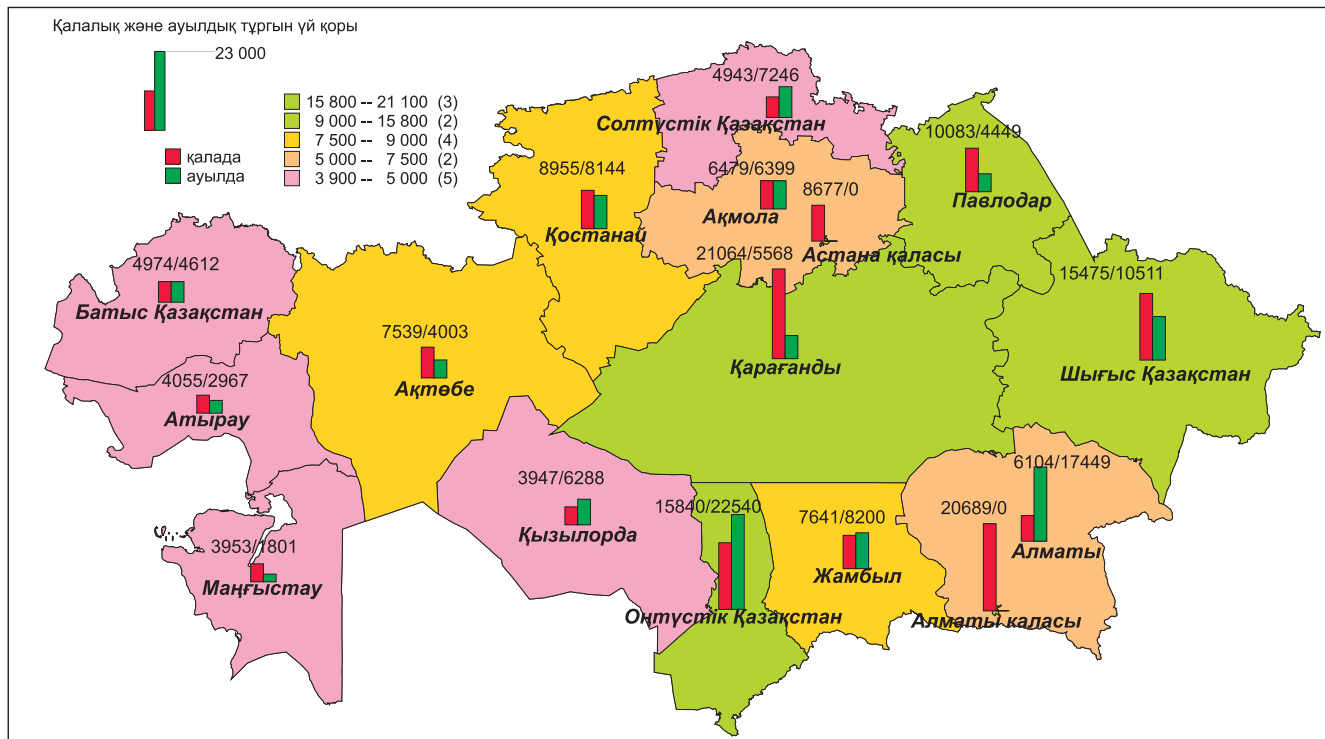 Қалалық және ауылдық тұргын үй қоры
23 000
15 800 -- 21 100 (3)
9 000 -- 15 800 (2)
7 500 -- 9 000 (4)
5 000 -- 7 500 (2)
3 900 -- 5 000 (5)
қалада
ауылда
4943/7246
Солтүстік Қазақстан
10083/4449
Павлодар
8955/8144
Қостанай
6479/6399
Ақмола
8677/0
Астана қаласы
21064/5568
Қарағанды
15475/10511
Шығыс Қазақстан
4974/4612
Батыс Қазақстан
7539/4003
Ақтөбе
4055/2967
Атырау
3947/6288
Қызылорда
15840/22540
Оңтүстік Қазақстан
7641/8200
Жамбыл
6104/17449
Алматы
20689/0
Алматы каласы
3953/1801
Маңғыстау